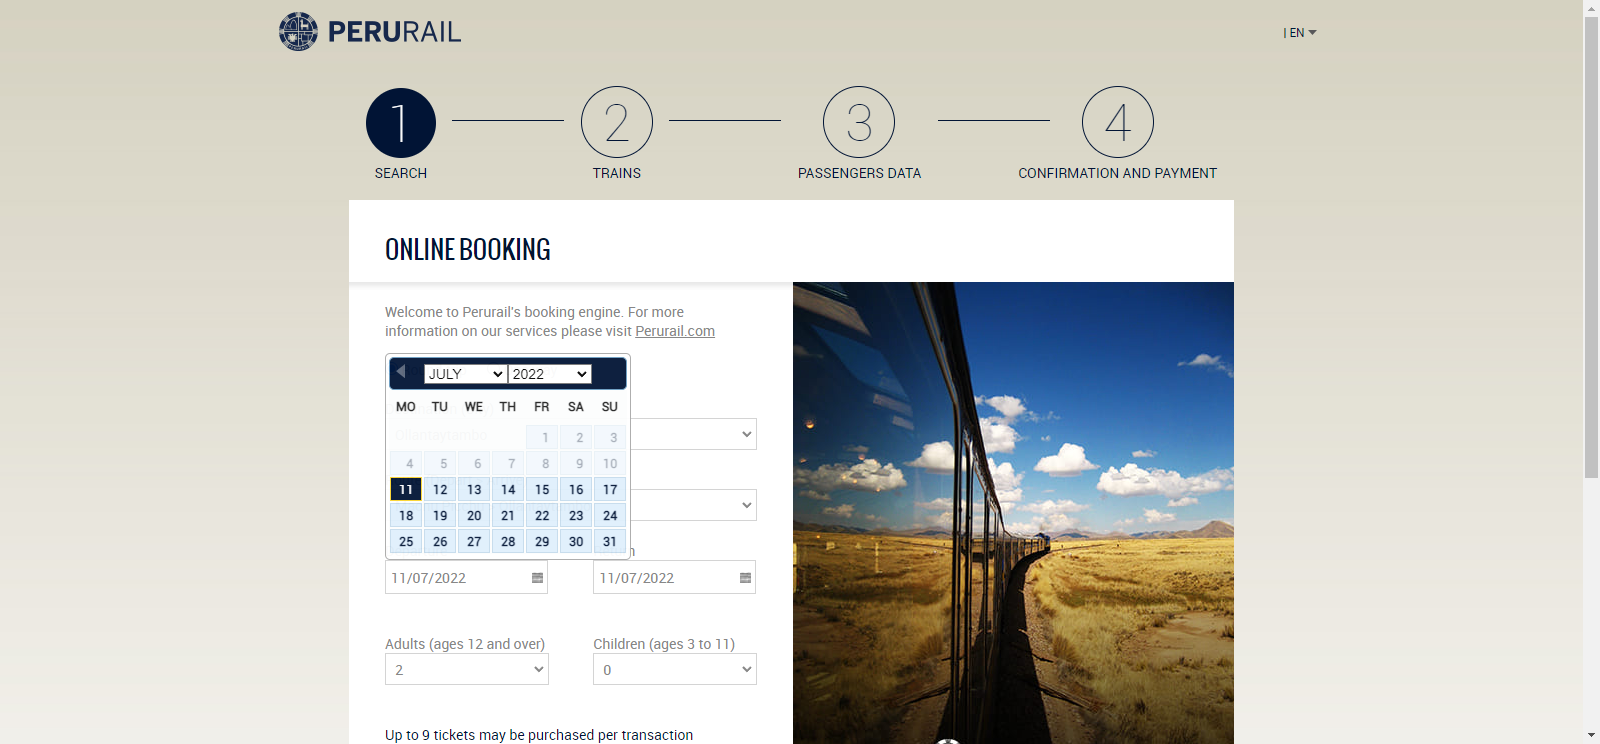 PERURAIL
| EN
1
2
3
4
SEARCH
TRAINS
PASSENGERS DATA
CONFIRMATION AND PAYMENT
ONLINE BOOKING
Welcome to Perurail's booking engine. For more
information on our services please visit Perurail.com
JULY 2022
MO TU WE TH FR SA SU
1 2 3
4 5 6 7 8 9 10
11 12 13 14 15 16 17
18 19 20 21 22 23 24
25 26 27 28 29 30 31
11/07/2022 11/07/2022
Adults (ages 12 and over) Children (ages 3 to 11)
2 0
Up to 9 tickets may be purchased per transaction